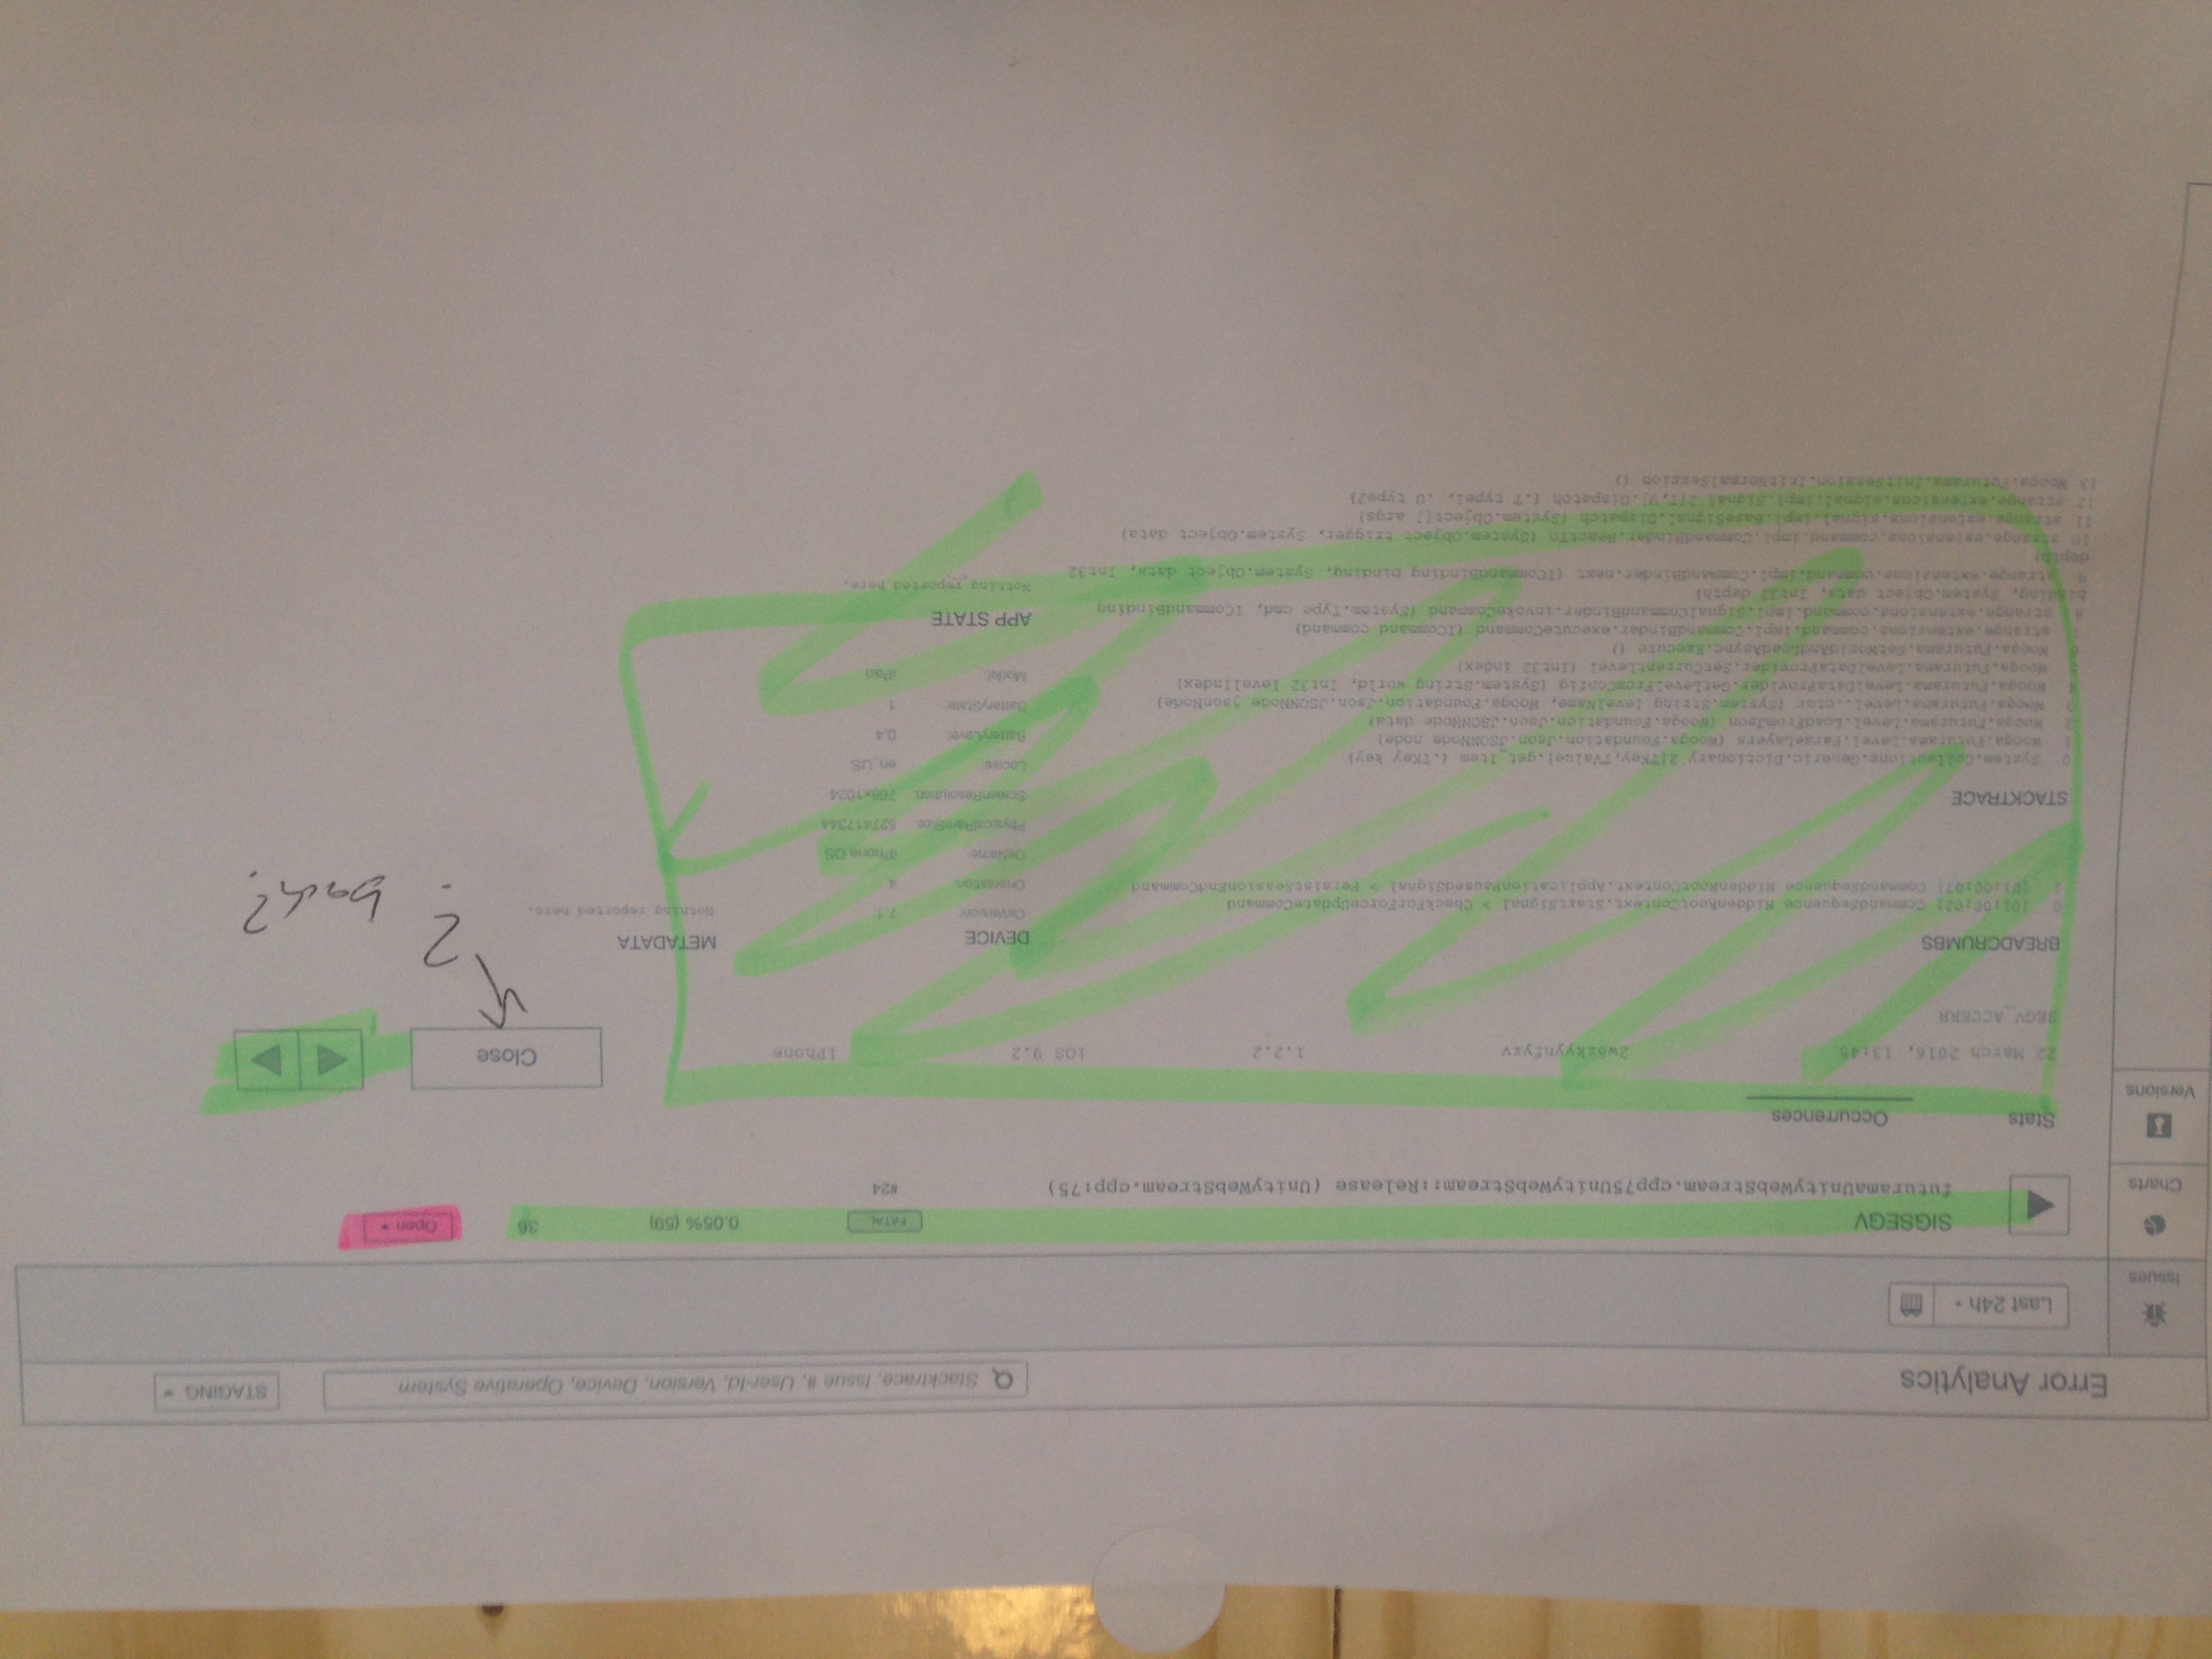 Error Analytics
Stacktrace, Issue #, User-Id, Version, Device, Operative System
STAGING
Issues
Last 24h
Charts
Versions
SIGSEGV FATAL 0.05% (59) 36 Open
futuramaUnityWebStream.cpp75UnityWebStream::Release (UnityWebStream.cpp:75) #24
Stats Occurrences
22 March 2016, 13:45 2w6zkyynfyzv 1.2.2 iOS 9.2 iPhone
Close
SEGV_ACCERR
?
back?
BREADCRUMBS
0 [01:00:02] CommandSequence HiddenRootContext.StartSignal > CheckForForceUpdateCommand
1 [01:00:07] CommandSequence HiddenRootContext.ApplicationPausedSignal > PersistSessionEndCommand
STACKTRACE
0 System.Collections.Generic.Dictionary`2[TKey,TValue].get_Item (.TKey key)
1 Wooga.Futurama.Level.ParseLayers (Wooga.Foundation.Json.JSONNode node)
2 Wooga.Futurama.Level.LoadFromJson (Wooga.Foundation.Json.JSONNode data)
3 Wooga.Futurama.Level..ctor (System.String levelName, Wooga.Foundation.Json.JSONNode jsonNode)
4 Wooga.Futurama.LevelDataProvider.GetLevelFromConfig (System.String world, Int32 levelIndex)
5 Wooga.Futurama.LevelDataProvider.SetCurrentLevel (Int32 index)
6 Wooga.Futurama.SetWorldAndLoadAsync.Execute ()
7 strange.extensions.command.impl.CommandBinder.executeCommand (ICommand command)
8 strange.extensions.command.impl.SignalCommandBinder.invokeCommand (System.Type cmd, ICommandBinding
binding, System.Object data, Int32 depth)
9 strange.extensions.command.impl.CommandBinder.next (ICommandBinding binding, System.Object data, Int32
depth)
10 strange.extensions.command.impl.CommandBinder.ReactTo (System.Object trigger, System.Object data)
11 strange.extensions.signal.impl.BaseSignal.Dispatch (System.Object[] args)
12 strange.extensions.signal.impl.Signal`2[T,U].Dispatch (.T type1, .U type2)
13 Wooga.Futurama.InitSession.InitNormalSession ()
DEVICE
OsVersion: 7.1
Orientation: 4
OsName: iPhone OS
PhysicalRamSize: 527417344
ScreenResolution: 768x1024
Locale: en_US
BatteryLevel: 0.4
BatteryState: 1
Model: iPad
APP STATE
Nothing reported here.
METADATA
Nothing reported here.